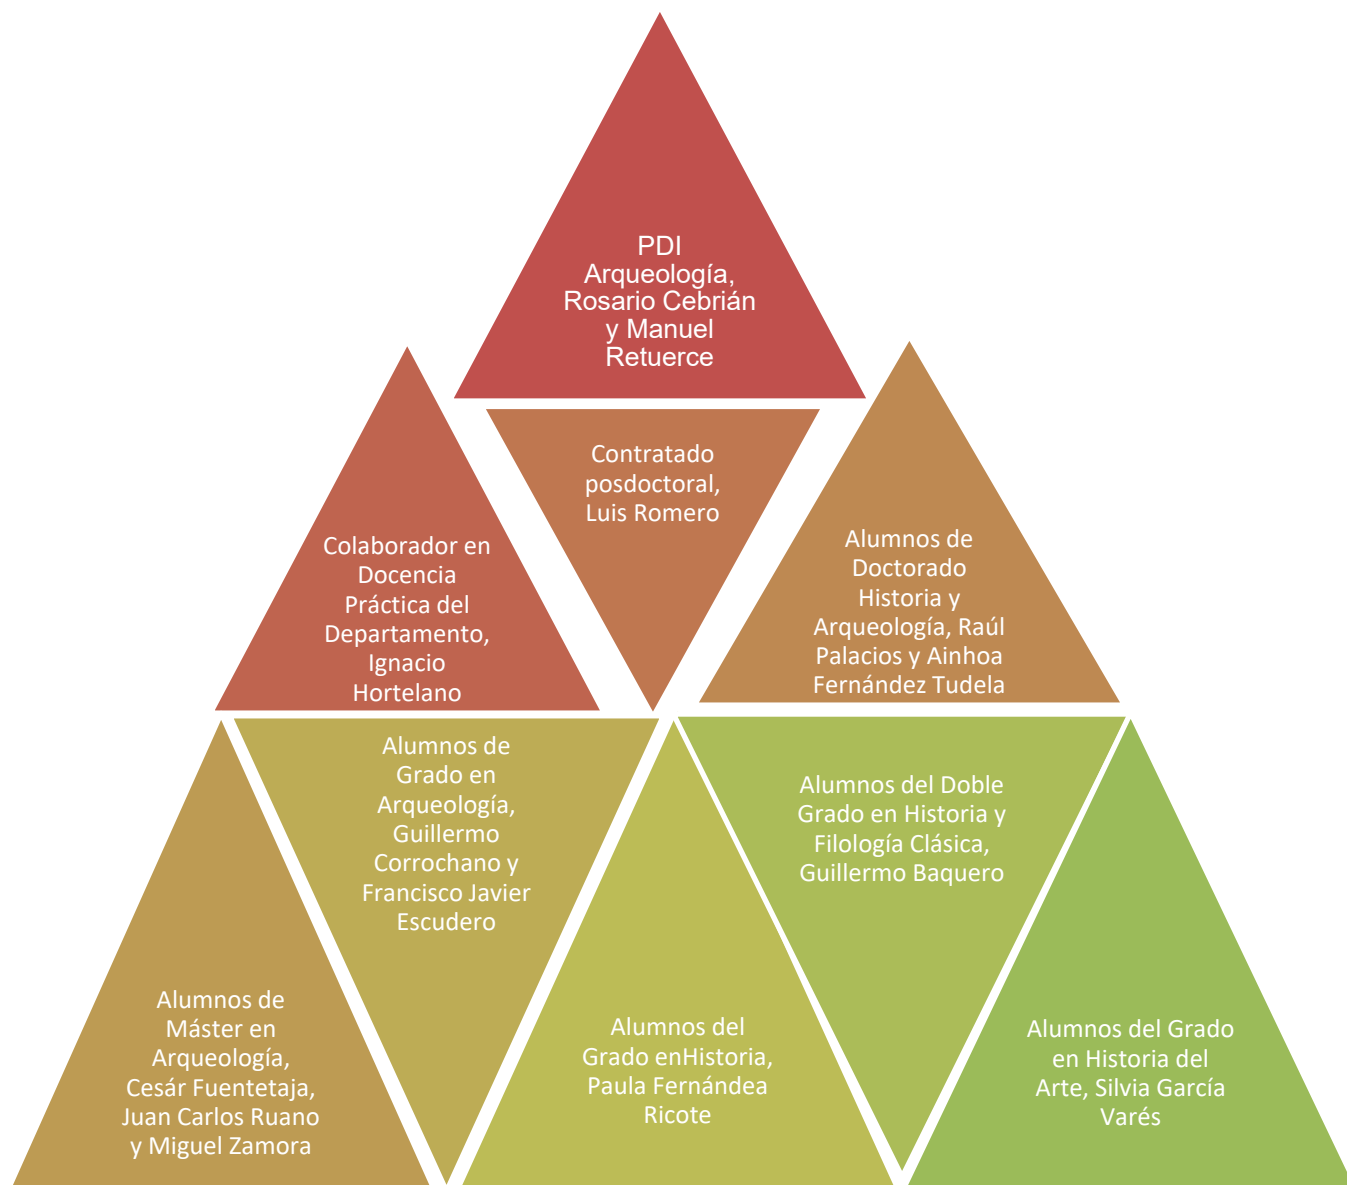 PDI
Arqueología,
Rosario Cebrián
y Manuel
Retuerce
Colaborador en
Docencia
Práctica del
Departamento,
Ignacio
Hortelano
Contratado
posdoctoral,
Luis Romero
Alumnos de
Doctorado
Historia y
Arqueología, Raúl
Palacios y Ainhoa
Fernández Tudela
Alumnos de
Máster en
Arqueología,
Cesár Fuentetaja,
Juan Carlos Ruano
y Miguel Zamora
Alumnos de
Grado en
Arqueología,
Guillermo
Corrochano y
Francisco Javier
Escudero
Alumnos del
Grado enHistoria,
Paula Fernándea
Ricote
Alumnos del Doble
Grado en Historia y
Filología Clásica,
Guillermo Baquero
Alumnos del Grado
en Historia del
Arte, Silvia García
Varés